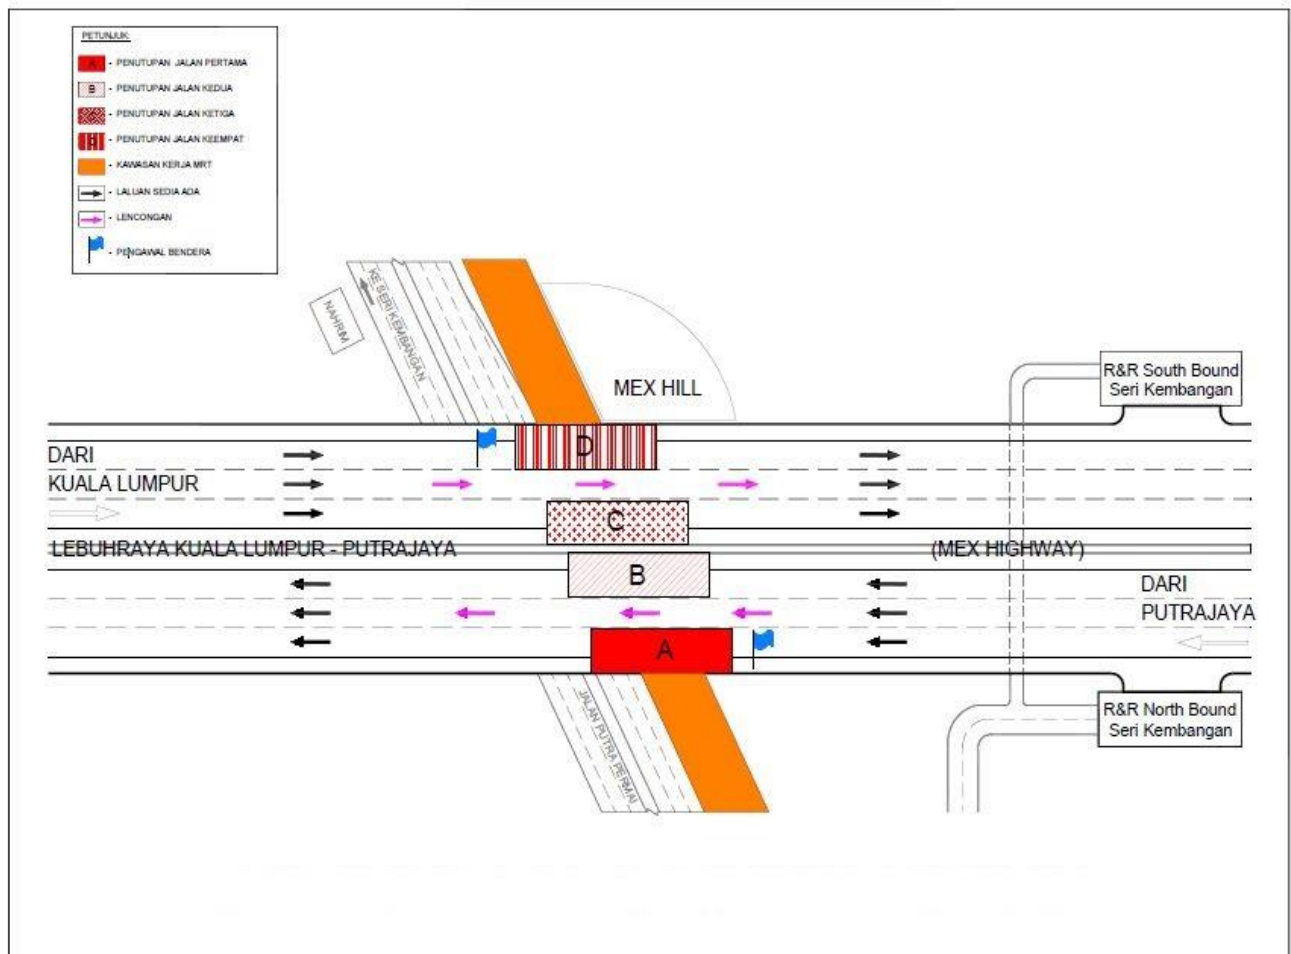 PETUNJUK:
A - PENUTUPAN JALAN PERTAMA
B - PENUTUPAN JALAN KEDUA
C - PENUTUPAN JALAN KETIGA
D - PENUTUPAN JALAN KEEMPAT
- KAWASAN KERJA MRT
- LALUAN SEDIA ADA
- LENCONGAN
- PENGAWAL BENDERA
NAHRIM
KE SERI KEMBANGAN
MEX HILL
R&R South Bound
Seri Kembangan
DARI
KUALA LUMPUR
D
C
LEBUHRAYA KUALA LUMPUR - PUTRAJAYA
(MEX HIGHWAY)
B
DARI
PUTRAJAYA
A
JALAN PUTRA PERMAI
R&R North Bound
Seri Kembangan